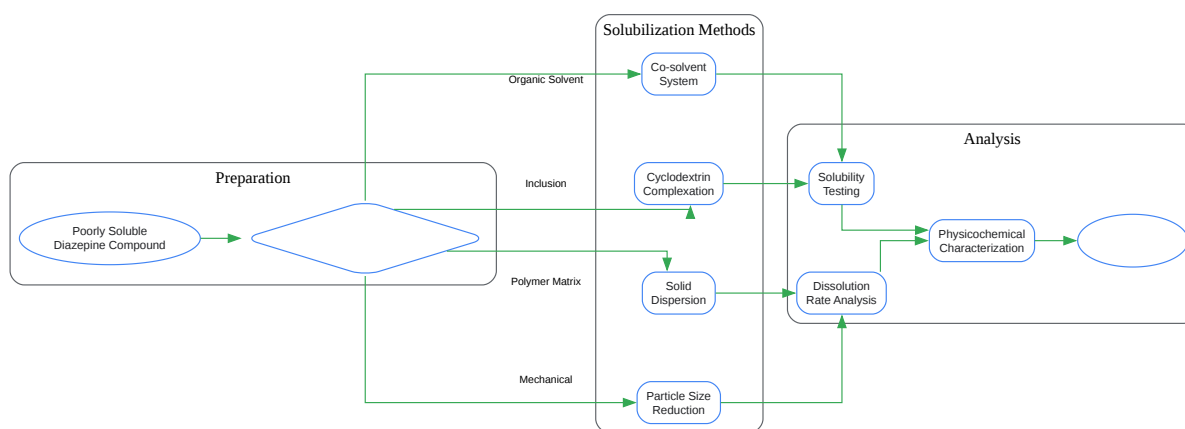 Preparation
Poorly Soluble
Diazepine Compound
Organic Solvent
Inclusion
Polymer Matrix
Mechanical
Solubilization Methods
Co-solvent
System
Cyclodextrin
Complexation
Solid
Dispersion
Particle Size
Reduction
Analysis
Solubility
Testing
Dissolution
Rate Analysis
Physicochemical
Characterization